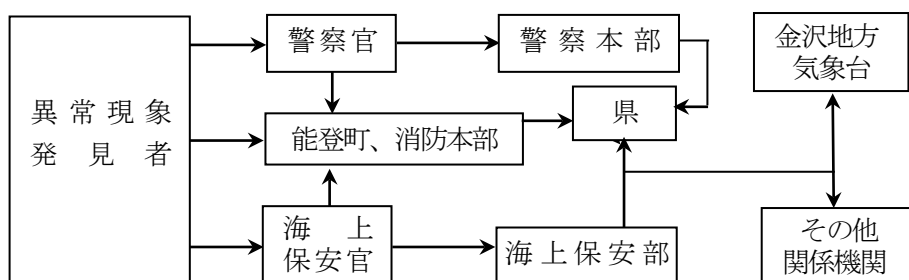 警察官
警察本部
金沢地方
気象台
異常現象
発見者
県
能登町、消防本部
海上
保安官
海上保安部
その他
関係機関